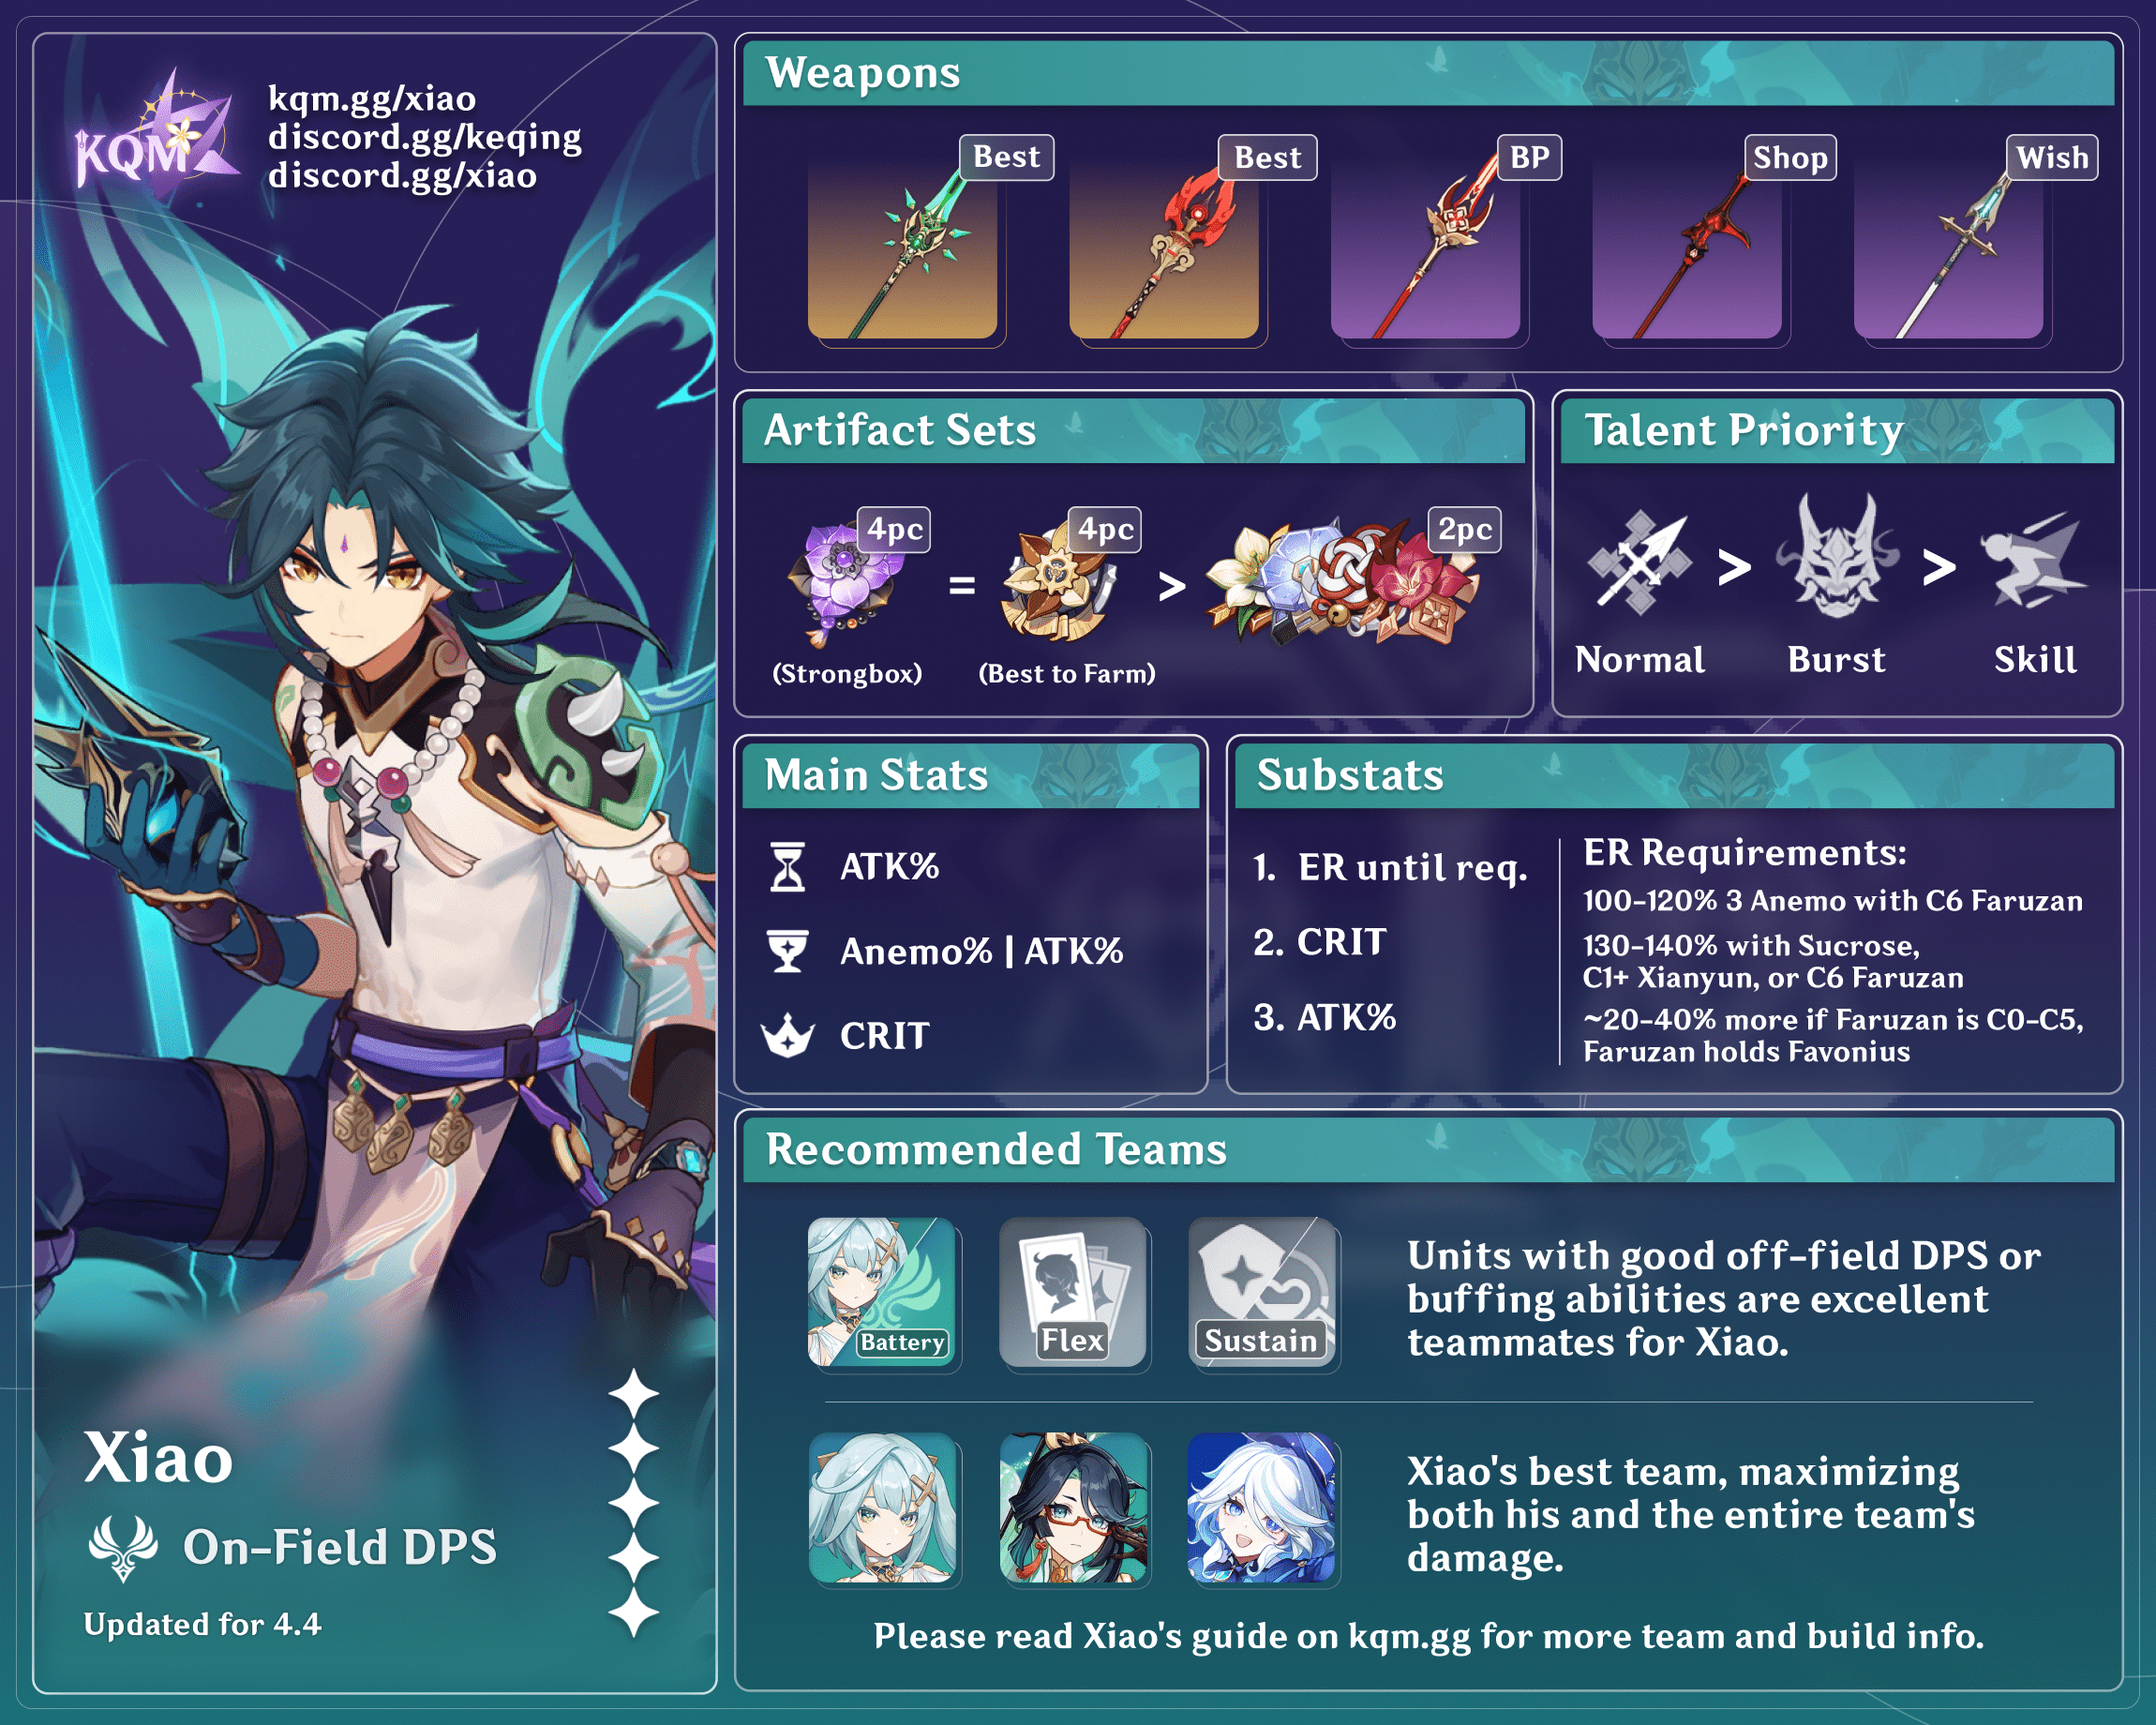 KQM
kqm.gg/xiao
discord.gg/keqing
discord.gg/xiao
Xiao
On-Field DPS
Updated for 4.4
Weapons
Best
Best
BP
Shop
Wish
Artifact Sets
4pc
=
4pc
>
2pc
(Strongbox)
(Best to Farm)
Talent Priority
> >
Normal Burst Skill
Main Stats
ATK%
Anemo% | ATK%
CRIT
Substats
1. ER until req.
2. CRIT
3. ATK%
ER Requirements:
100-120% 3 Anemo with C6 Faruzan
130-140% with Sucrose,
C1+ Xianyun, or C6 Faruzan
~20-40% more if Faruzan is C0-C5,
Faruzan holds Favonius
Recommended Teams
Battery
Flex
Sustain
Units with good off-field DPS or
buffing abilities are excellent
teammates for Xiao.
Xiao's best team, maximizing
both his and the entire team's
damage.
Please read Xiao's guide on kqm.gg for more team and build info.